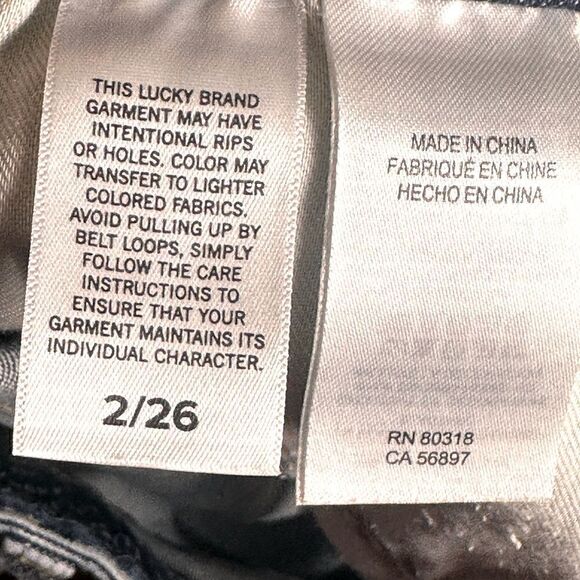 THIS LUCKY BRAND
GARMENT MAY HAVE
INTENTIONAL RIPS
OR HOLES. COLOR MAY
TRANSFER TO LIGHTER
COLORED FABRICS.
AVOID PULLING UP BY
BELT LOOPS, SIMPLY
FOLLOW THE CARE
INSTRUCTIONS TO
ENSURE THAT YOUR
GARMENT MAINTAINS ITS
INDIVIDUAL CHARACTER.
2/26
MADE IN CHINA
FABRIQUÉ EN CHINE
HECHO EN CHINA
RN 80318
CA 56897